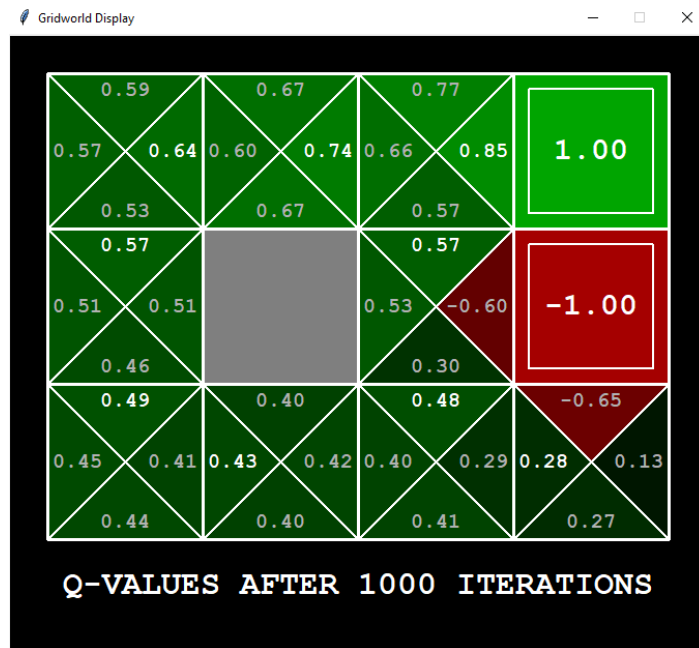 Gridworld Display
0.59 0.67 0.77
0.57 0.64 0.60 0.74 0.66 0.85 1.00
0.53 0.67 0.57
0.57 0.57
0.51 0.51 0.53 -0.60 -1.00
0.46 0.30
0.49 0.40 0.48 -0.65
0.45 0.41 0.43 0.42 0.40 0.29 0.28 0.13
0.44 0.40 0.41 0.27
Q-VALUES AFTER 1000 ITERATIONS